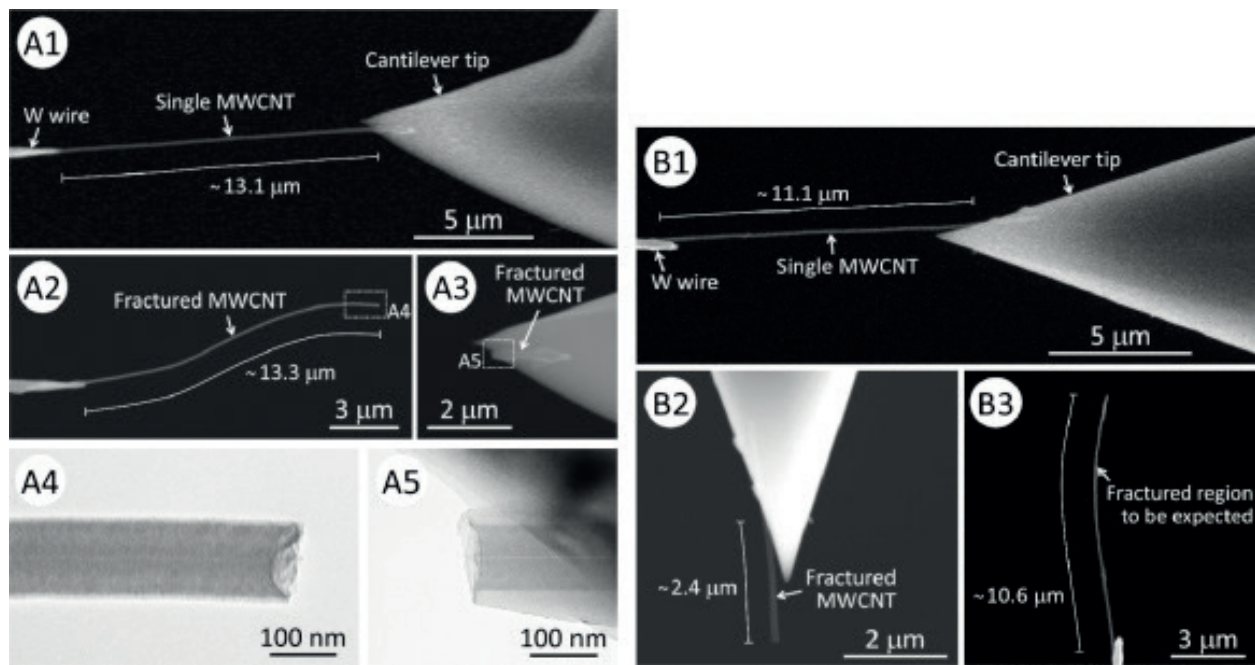 A1
Cantilever tip
Single MWCNT
W wire
~13.1 μm
5 μm
A2
Fractured MWCNT
A4
~13.3 μm
3 μm
A3
Fractured
MWCNT
A5
2 μm
A4
100 nm
A5
100 nm
B1
Cantilever tip
~11.1 μm
Single MWCNT
W wire
5 μm
B2
~2.4 μm
Fractured
MWCNT
2 μm
B3
Fractured region
to be expected
~10.6 μm
3 μm